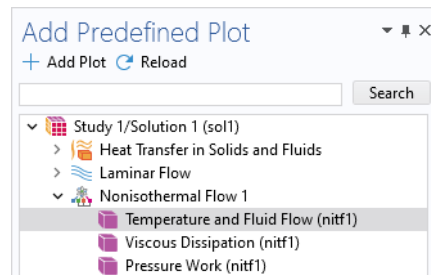 Add Predefined Plot
Add Plot Reload
Search
Study 1/Solution 1 (sol1)
Heat Transfer in Solids and Fluids
Laminar Flow
Nonisothermal Flow 1
Temperature and Fluid Flow (nitf1)
Viscous Dissipation (nitf1)
Pressure Work (nitf1)